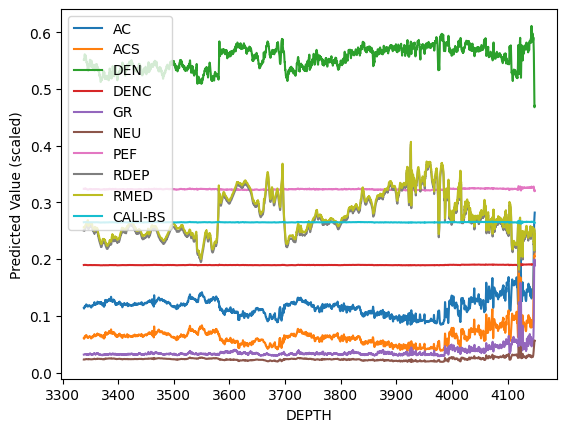 0.6
0.5
0.4
0.3
0.2
0.1
0.0
Predicted Value (scaled)
AC
ACS
DEN
DENC
GR
NEU
PEF
RDEP
RMED
CALI-BS
3300 3400 3500 3600 3700 3800 3900 4000 4100
DEPTH